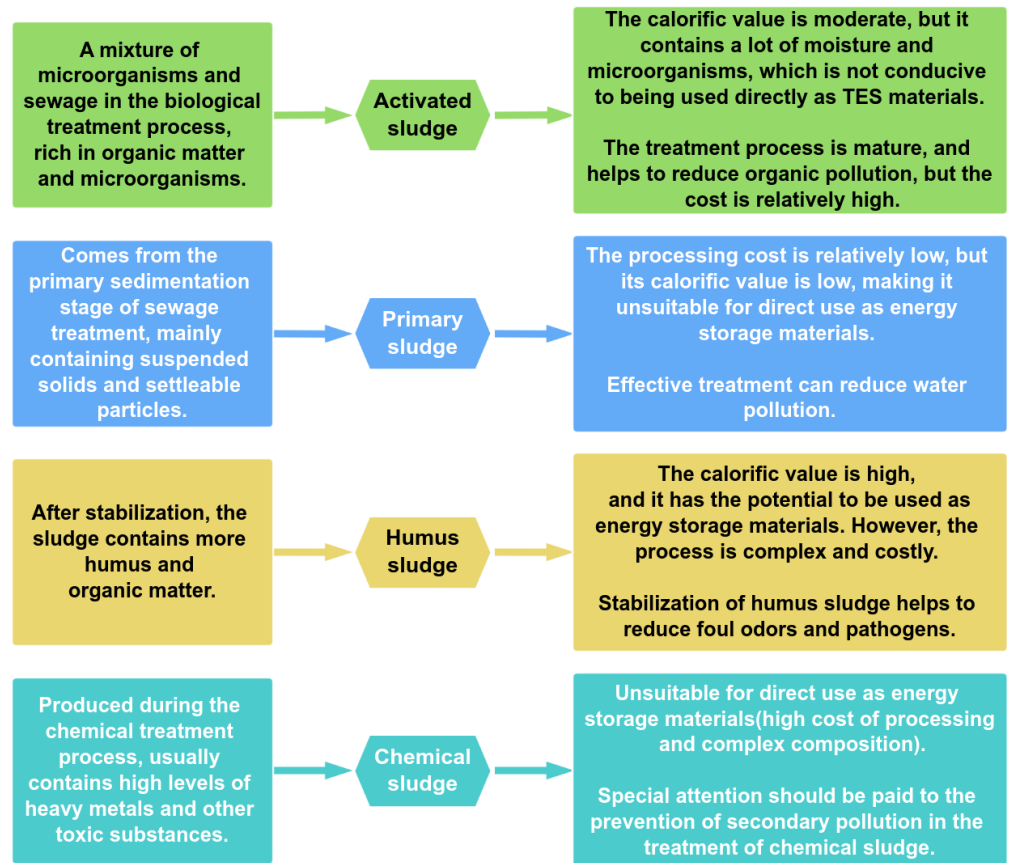 A mixture of
microorganisms and
sewage in the biological
treatment process,
rich in organic matter
and microorganisms.
Activated
sludge
The calorific value is moderate, but it
contains a lot of moisture and
microorganisms, which is not conducive
to being used directly as TES materials.
The treatment process is mature, and
helps to reduce organic pollution, but the
cost is relatively high.
Comes from the
primary sedimentation
stage of sewage
treatment, mainly
containing suspended
solids and settleable
particles.
Primary
sludge
The processing cost is relatively low, but
its calorific value is low, making it
unsuitable for direct use as energy
storage materials.
Effective treatment can reduce water
pollution.
After stabilization, the
sludge contains more
humus and
organic matter.
Humus
sludge
The calorific value is high,
and it has the potential to be used as
energy storage materials. However, the
process is complex and costly.
Stabilization of humus sludge helps to
reduce foul odors and pathogens.
Produced during the
chemical treatment
process, usually
contains high levels of
heavy metals and other
toxic substances.
Chemical
sludge
Unsuitable for direct use as energy
storage materials(high cost of processing
and complex composition).
Special attention should be paid to the
prevention of secondary pollution in the
treatment of chemical sludge.